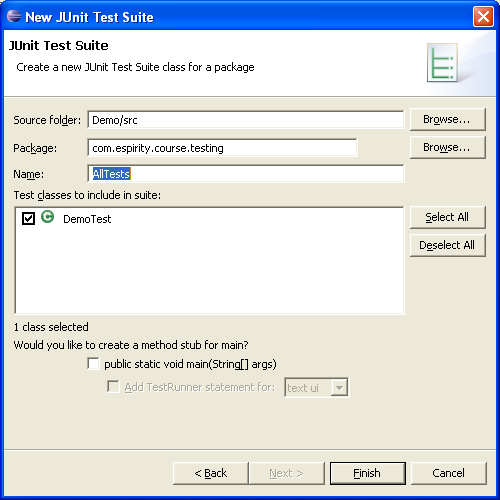 New JUnit Test Suite
JUnit Test Suite
Create a new JUnit Test Suite class for a package
Source folder: Demo/src Browse...
Package: com.espirity.course.testing Browse...
Name: AllTests
Test classes to include in suite:
DemoTest Select All
Deselect All
1 class selected
Would you like to create a method stub for main?
public static void main(String[] args)
Add TestRunner statement for: text ui
< Back Next > Finish Cancel